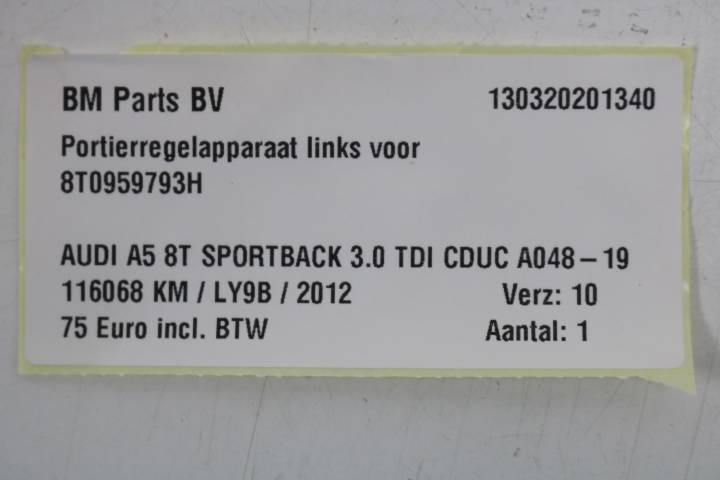 BM Parts BV 130320201340
Portierregelapparaat links voor
8T0959793H
AUDI A5 8T SPORTBACK 3.0 TDI CDUC A048-19
116068 KM / LY9B / 2012 Verz: 10
75 Euro incl. BTW Aantal: 1